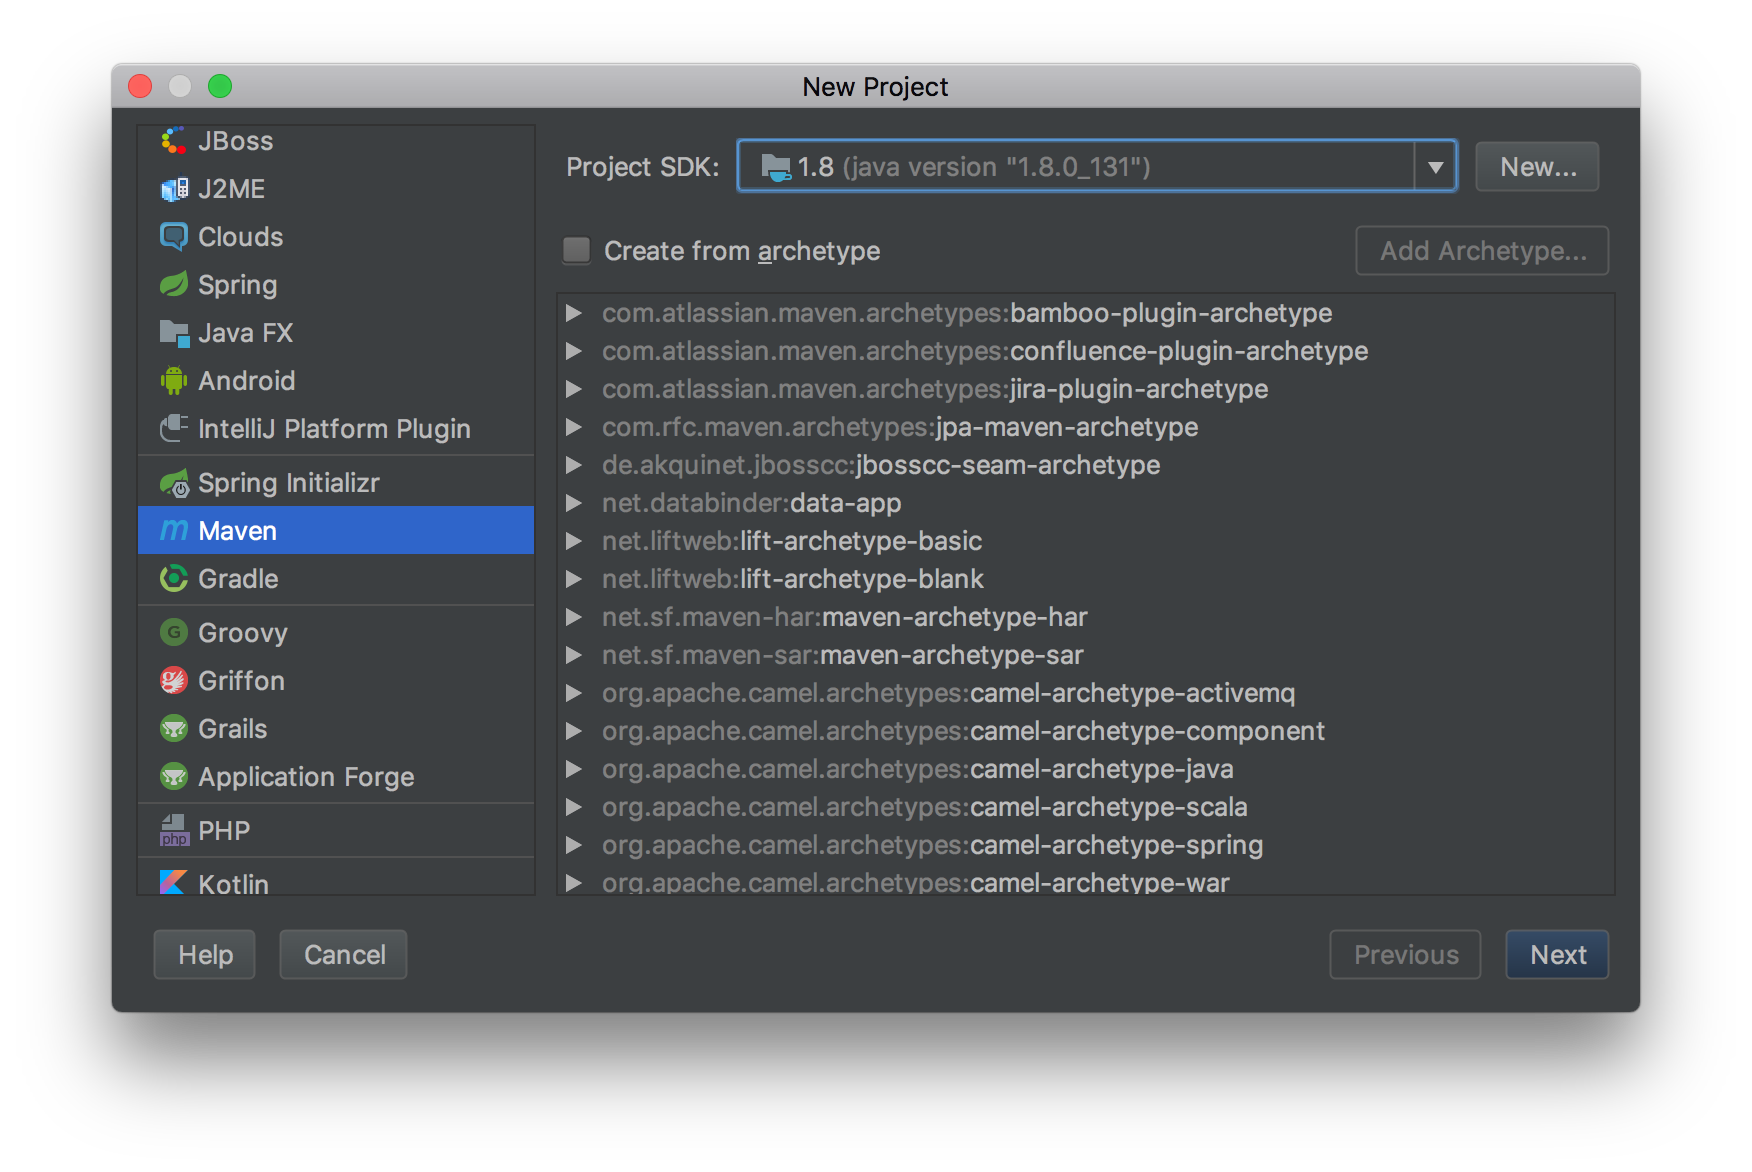 New Project
JBoss
J2ME
Clouds
Spring
Java FX
Android
IntelliJ Platform Plugin
Spring Initializr
m Maven
Gradle
G Groovy
g Griffon
Grails
Application Forge
php PHP
Kotlin
Project SDK: 1.8 (java version "1.8.0_131") New...
Create from archetype Add Archetype...
com.atlassian.maven.archetypes:bamboo-plugin-archetype
com.atlassian.maven.archetypes:confluence-plugin-archetype
com.atlassian.maven.archetypes:jira-plugin-archetype
com.rfc.maven.archetypes:jpa-maven-archetype
de.akquinet.jbosscc:jbosscc-seam-archetype
net.databinder:data-app
net.liftweb:lift-archetype-basic
net.liftweb:lift-archetype-blank
net.sf.maven-har:maven-archetype-har
net.sf.maven-sar:maven-archetype-sar
org.apache.camel.archetypes:camel-archetype-activemq
org.apache.camel.archetypes:camel-archetype-component
org.apache.camel.archetypes:camel-archetype-java
org.apache.camel.archetypes:camel-archetype-scala
org.apache.camel.archetypes:camel-archetype-spring
org.apache.camel.archetypes:camel-archetype-war
Help Cancel Previous Next